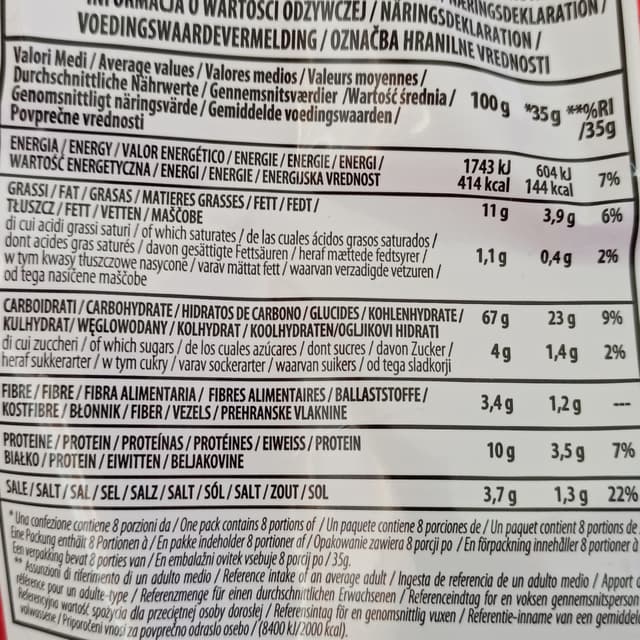 INFORMACJA O WARTOŚCI ODŻYWCZEJ / NÄRINGSDEKLARATION /
NÄRINGSDEKLARATION /
VOEDINGSWAARDEVERMELDING / OZNAČBA HRANILNE VREDNOSTI
Valori Medi / Average values / Valores medios / Valeurs moyennes /
Durchschnittliche Nährwerte / Gennemsnitsværdier / Wartość średnia /
Genomsnittligt näringsvärde / Gemiddelde voedingswaarden /
Povprečne vrednosti
100 g *35 g **%RI /35g
ENERGIA / ENERGY / VALOR ENERGÉTICO / ENERGIE / ENERGIE / ENERGI /
WARTOŚĆ ENERGETYCZNA / ENERGI / ENERGIE / ENERGIJSKA VREDNOST
1743 kJ 604 kJ
414 kcal 144 kcal 7%
GRASSI / FAT / GRASAS / MATIERES GRASSES / FETT / FEDT /
TŁUSZCZ / FETT / VETTEN / MAŠČOBE
11 g 3,9 g 6%
di cui acidi grassi saturi / of which saturates / de las cuales ácidos grasos saturados /
dont acides gras saturés / davon gesättigte Fettsäuren / heraf mættede fedtsyrer /
w tym kwasy tłuszczowe nasycone / varav mättat fett / waarvan verzadigde vetzuren /
od tega nasičene maščobe
1,1 g 0,4 g 2%
CARBOIDRATI / CARBOHYDRATE / HIDRATOS DE CARBONO / GLUCIDES / KOHLENHYDRATE /
KULHYDRAT / WĘGLOWODANY / KOLHYDRAT / KOOLHYDRATEN/OGLJIKOVI HIDRATI
67 g 23 g 9%
di cui zuccheri / of which sugars / de los cuales azúcares / dont sucres / davon Zucker /
heraf sukkerarter / w tym cukry / varav sockerarter / waarvan suikers / od tega sladkorji
4 g 1,4 g 2%
FIBRE / FIBRE / FIBRA ALIMENTARIA / FIBRES ALIMENTAIRES / BALLASTSTOFFE /
KOSTFIBRE / BŁONNIK / FIBER / VEZELS / PREHRANSKE VLAKNINE
3,4 g 1,2 g ---
PROTEINE / PROTEIN / PROTEÍNAS / PROTÉINES / EIWEISS / PROTEIN
BIAŁKO / PROTEIN / EIWITTEN / BELJAKOVINE
10 g 3,5 g 7%
SALE / SALT / SAL / SEL / SALZ / SALT / SÓL / SALT / ZOUT / SOL
3,7 g 1,3 g 22%
* Una confezione contiene 8 porzioni da / One pack contains 8 portions of / Un paquete contiene 8 porciones de / Un paquet contient 8 portions de
Eine Packung enthält 8 Portionen à / En pakke indeholder 8 portioner af / Opakowanie zawiera 8 porcji po / En förpackning innehåller 8 portioner à
Een verpakking bevat 8 porties van / En embalažni ovitek vsebuje 8 porcij po / 35g.
** Assunzioni di riferimento di un adulto medio / Reference intake of an average adult / Ingesta de referencia de un adulto medio / Apport
référence pour un adulte-type / Referenzmenge für einen durchschnittlichen Erwachsenen / Referenceindtag for en voksen gennemsnitsperson
Referencyjna wartość spożycia dla przeciętnej osoby dorosłej / Referensintag för en genomsnittlig vuxen / Referentie-inname van een gemiddel
volwassene / Priporočeni vnosi za povprečno odraslo osebo / (8400 kJ/2000 kcal).